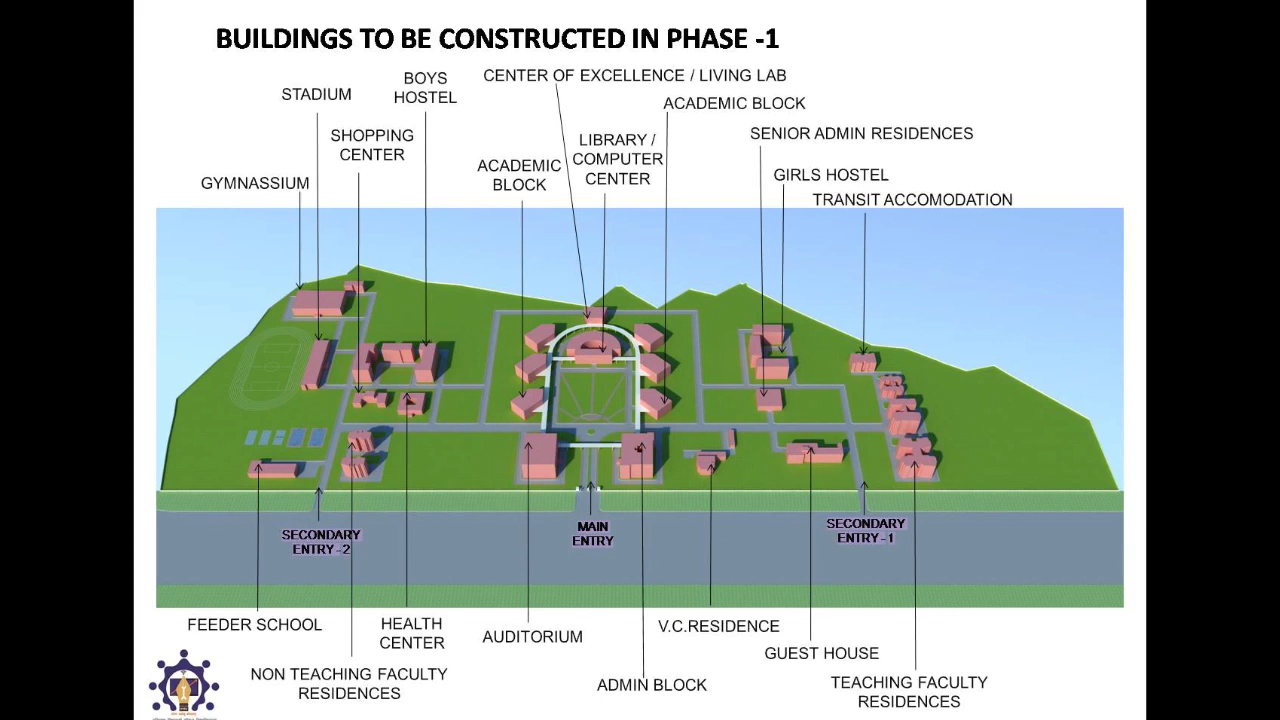 BUILDINGS TO BE CONSTRUCTED IN PHASE -1
CENTER OF EXCELLENCE / LIVING LAB
BOYS
HOSTEL
STADIUM
ACADEMIC BLOCK
SHOPPING
CENTER
LIBRARY /
COMPUTER
CENTER
SENIOR ADMIN RESIDENCES
ACADEMIC
BLOCK
GYMNASSIUM
GIRLS HOSTEL
TRANSIT ACCOMODATION
SECONDARY
ENTRY-2
MAIN
ENTRY
SECONDARY
ENTRY-1
FEEDER SCHOOL
HEALTH
CENTER
AUDITORIUM
V.C.RESIDENCE
GUEST HOUSE
NON TEACHING FACULTY
RESIDENCES
ADMIN BLOCK
TEACHING FACULTY
RESIDENCES